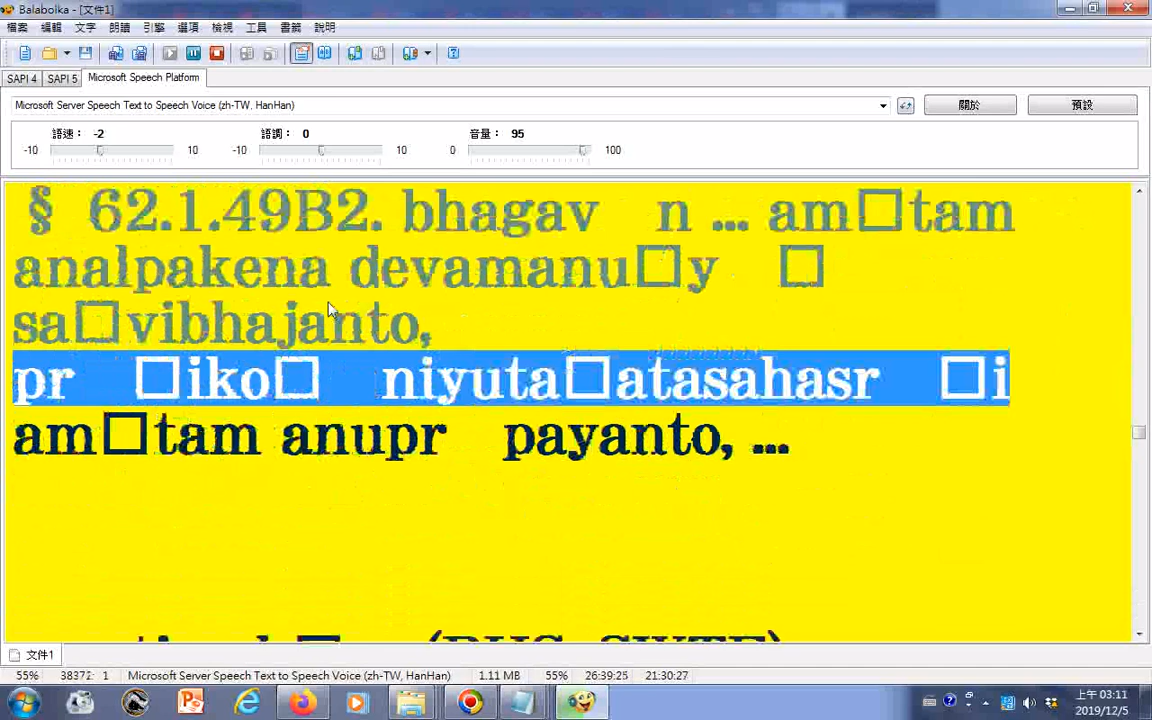 Balabolka - [文件1]
檔案 編輯 文字 朗讀 引擎 選項 檢視 工具 書籤 說明
SAPI 4 SAPI 5 Microsoft Speech Platform
Microsoft Server Speech Text to Speech Voice (zh-TW, HanHan) 關於 預設
語速： -2 語調： 0 音量： 95
-10 10 -10 10 0 100
§ 62.1.49B2. bhagav n ... am□tam
analpakena devamanu□y □
sa□vibhajanto,
pr □iko□ niyuta□atasahasr □i
am□tam anupr payanto, ...
文件1
55% 38372: 1 Microsoft Server Speech Text to Speech Voice (zh-TW, HanHan) 1.11 MB 55% 26:39:25 21:30:27
上午 03:11
2019/12/5